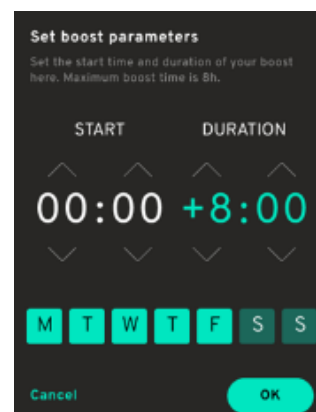 Set boost parameters
Set the start time and duration of your boost
here. Maximum boost time is 8h.
START DURATION
00:00 +8:00
M T W T F S S
Cancel OK